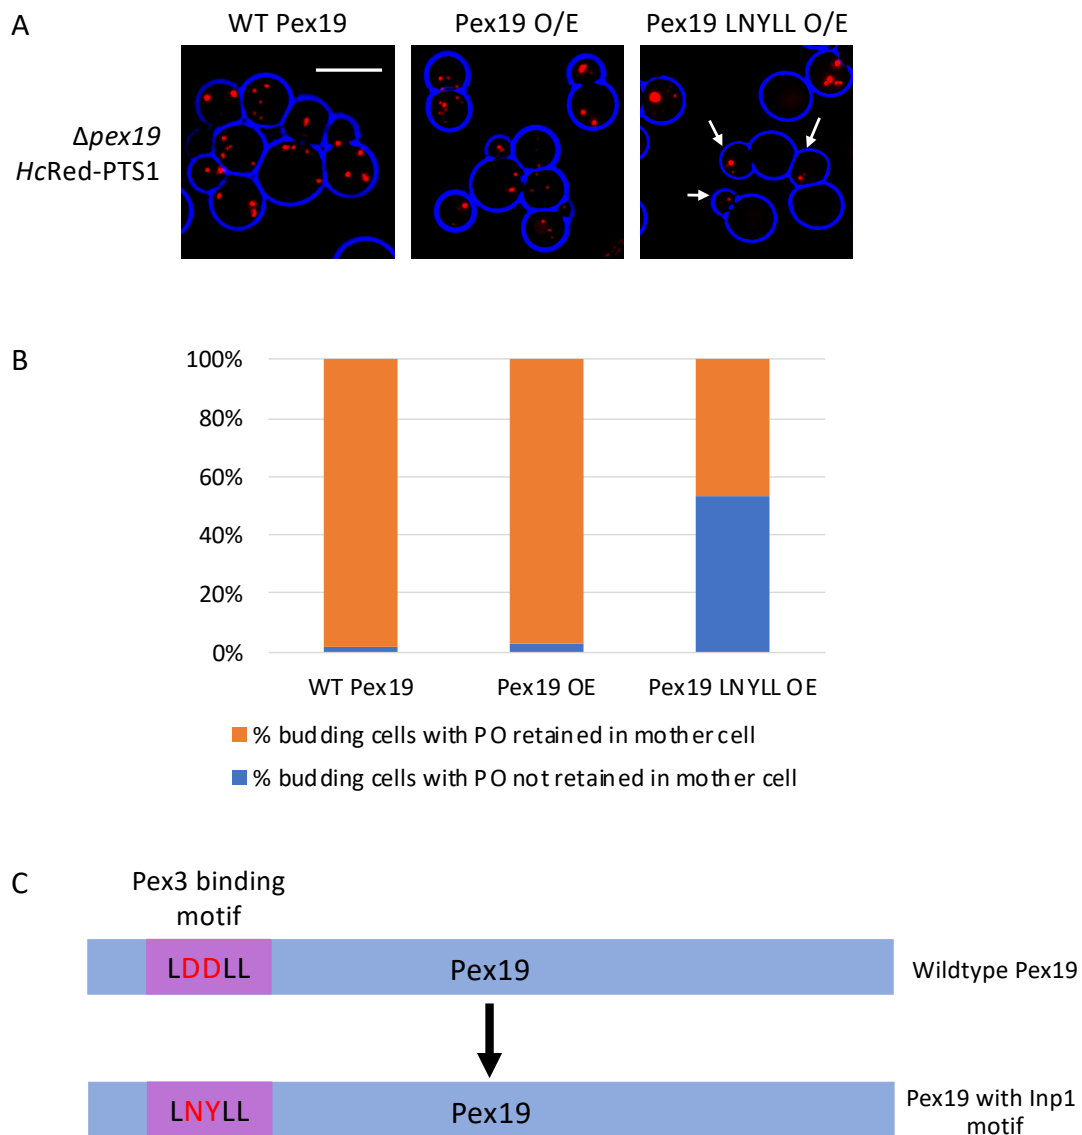 A
WT Pex19
Pex19 O/E
Pex19 LNYLL O/E
Δpex19
HcRed-PTS1
B
100%
80%
60%
40%
20%
0%
WT Pex19
Pex19 OE
Pex19 LNYLL OE
% budding cells with PO retained in mother cell
% budding cells with PO not retained in mother cell
C
Pex3 binding
motif
LDDLL
Pex19
Wildtype Pex19
LNYLL
Pex19
Pex19 with Inp1
motif